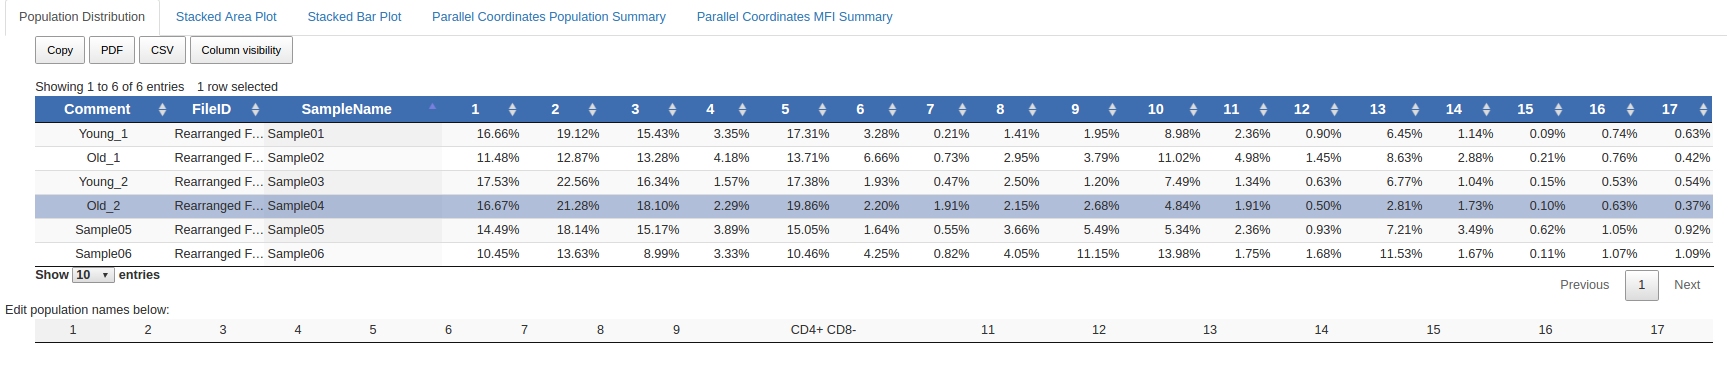 Population Distribution Stacked Area Plot Stacked Bar Plot Parallel Coordinates Population Summary Parallel Coordinates MFI Summary
Copy PDF CSV Column visibility
Showing 1 to 6 of 6 entries 1 row selected
Comment FileID SampleName 1 2 3 4 5 6 7 8 9 10 11 12 13 14 15 16 17
Young_1 Rearranged F... Sample01 16.66% 19.12% 15.43% 3.35% 17.31% 3.28% 0.21% 1.41% 1.95% 8.98% 2.36% 0.90% 6.45% 1.14% 0.09% 0.74% 0.63%
Old_1 Rearranged F... Sample02 11.48% 12.87% 13.28% 4.18% 13.71% 6.66% 0.73% 2.95% 3.79% 11.02% 4.98% 1.45% 8.63% 2.88% 0.21% 0.76% 0.42%
Young_2 Rearranged F... Sample03 17.53% 22.56% 16.34% 1.57% 17.38% 1.93% 0.47% 2.50% 1.20% 7.49% 1.34% 0.63% 6.77% 1.04% 0.15% 0.53% 0.54%
Old_2 Rearranged F... Sample04 16.67% 21.28% 18.10% 2.29% 19.86% 2.20% 1.91% 2.15% 2.68% 4.84% 1.91% 0.50% 2.81% 1.73% 0.10% 0.63% 0.37%
Sample05 Rearranged F... Sample05 14.49% 18.14% 15.17% 3.89% 15.05% 1.64% 0.55% 3.66% 5.49% 5.34% 2.36% 0.93% 7.21% 3.49% 0.62% 1.05% 0.92%
Sample06 Rearranged F... Sample06 10.45% 13.63% 8.99% 3.33% 10.46% 4.25% 0.82% 4.05% 11.15% 13.98% 1.75% 1.68% 11.53% 1.67% 0.11% 1.07% 1.09%
Show 10 entries
Previous 1 Next
Edit population names below:
1 2 3 4 5 6 7 8 9 CD4+ CD8- 11 12 13 14 15 16 17